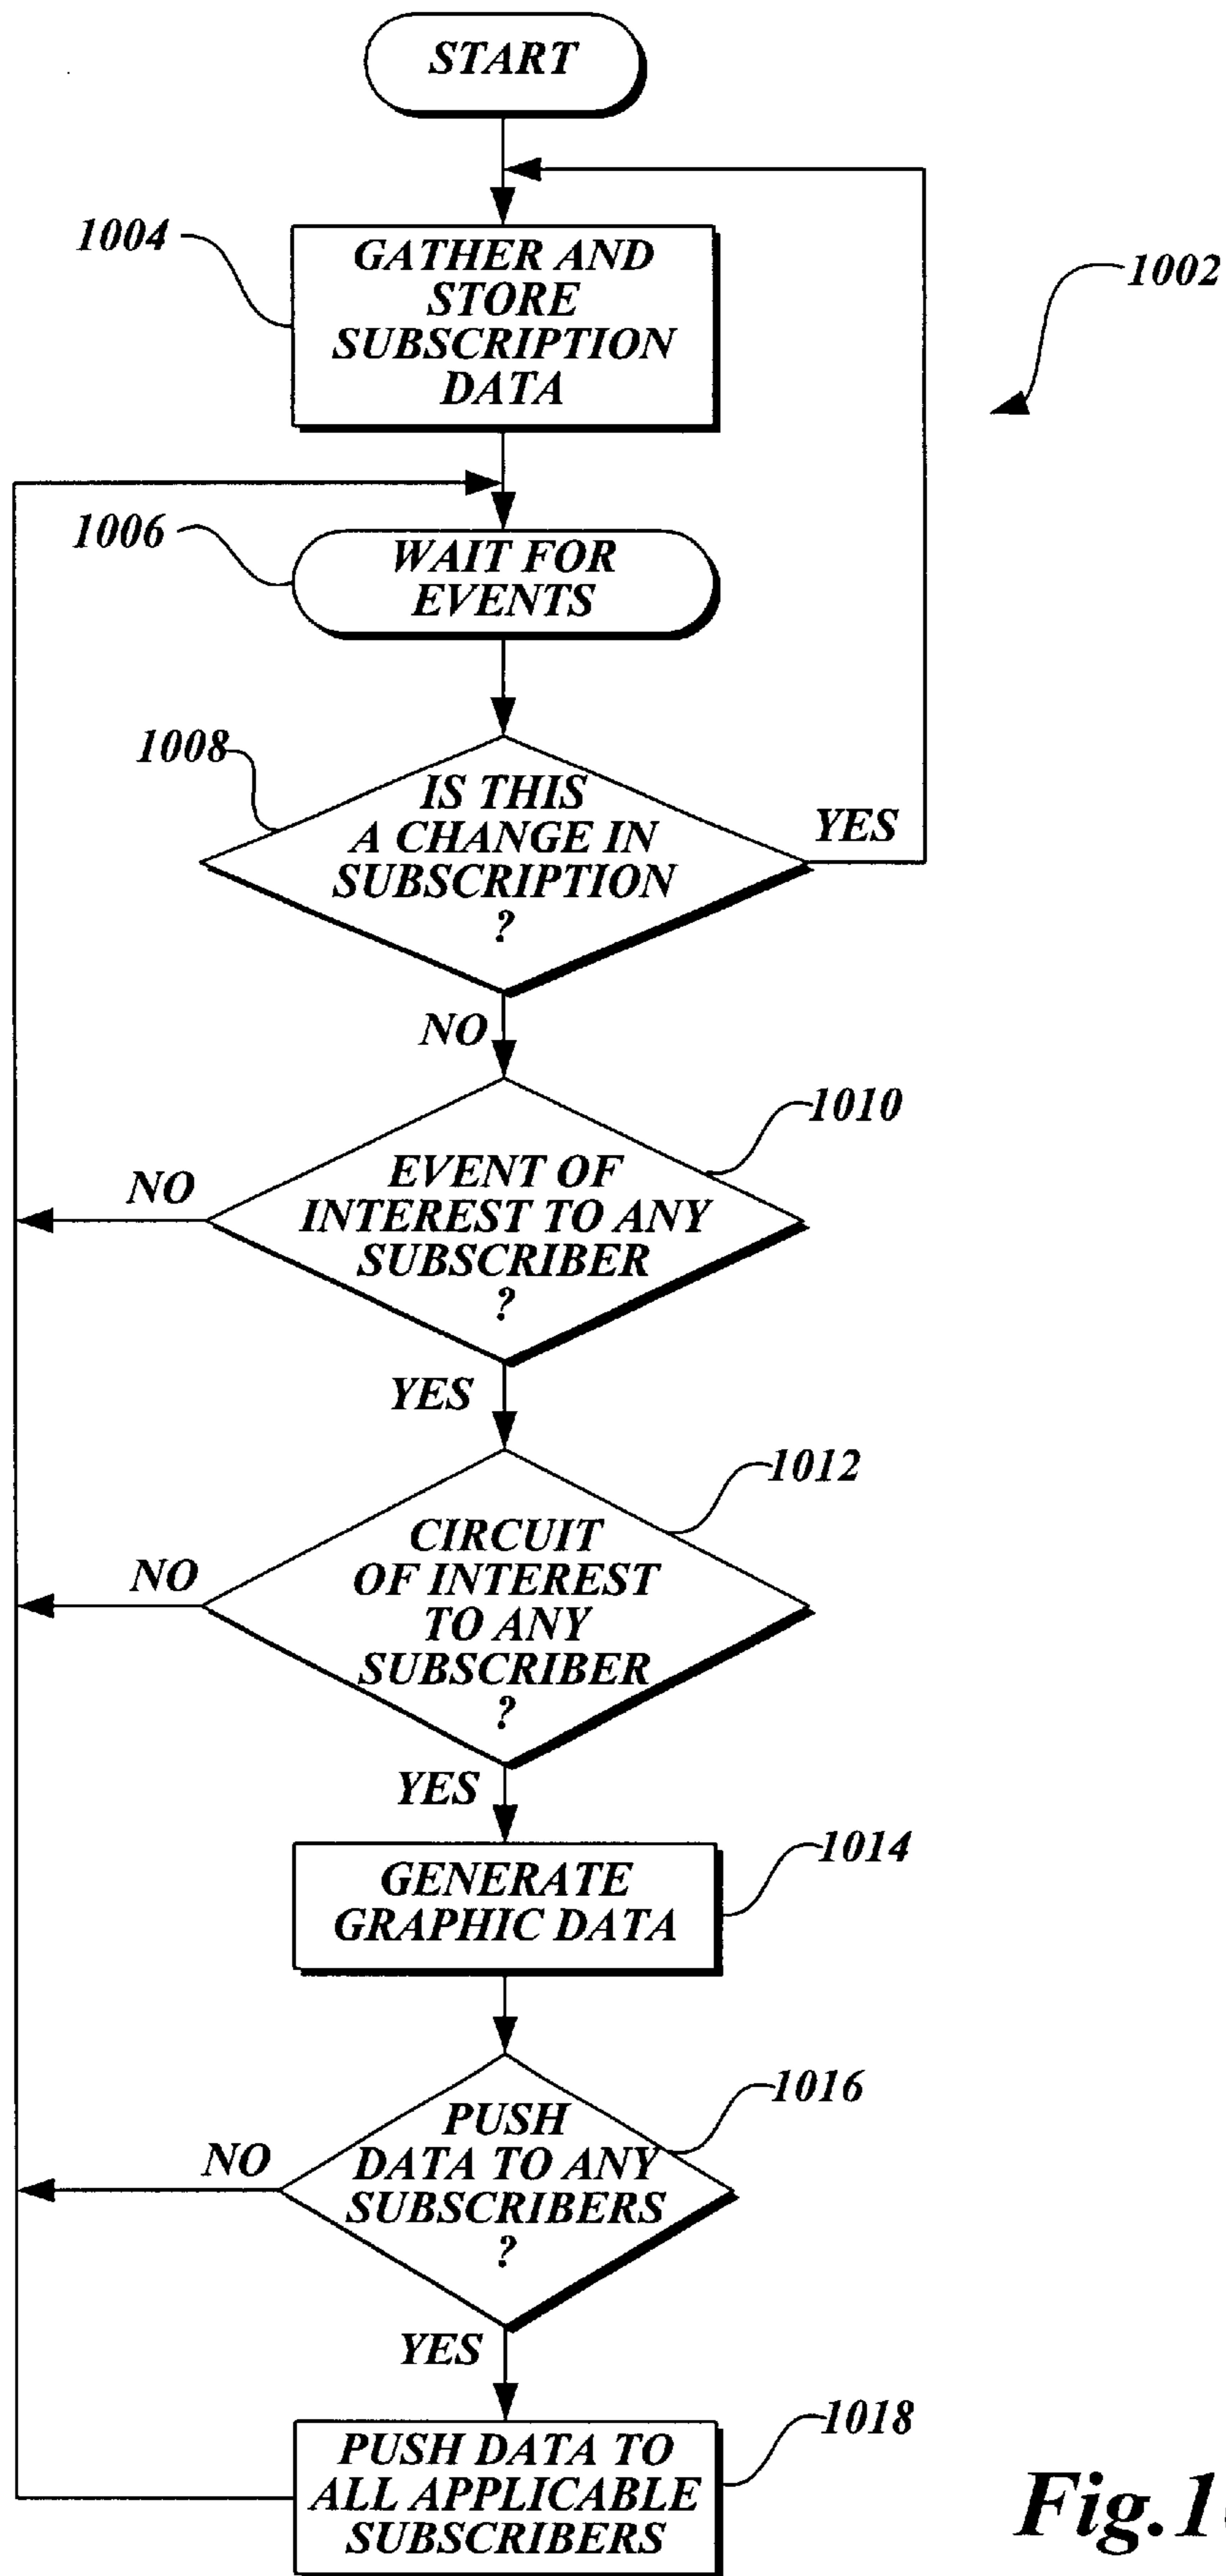 START
1004
GATHER AND
STORE
SUBSCRIPTION
DATA
1002
1006
WAIT FOR
EVENTS
1008
IS THIS
A CHANGE IN
SUBSCRIPTION
?
YES
NO
1010
EVENT OF
INTEREST TO ANY
SUBSCRIBER
?
NO
YES
1012
CIRCUIT
OF INTEREST
TO ANY
SUBSCRIBER
?
NO
YES
1014
GENERATE
GRAPHIC DATA
1016
PUSH
DATA TO ANY
SUBSCRIBERS
?
NO
YES
1018
PUSH DATA TO
ALL APPLICABLE
SUBSCRIBERS
Fig.1